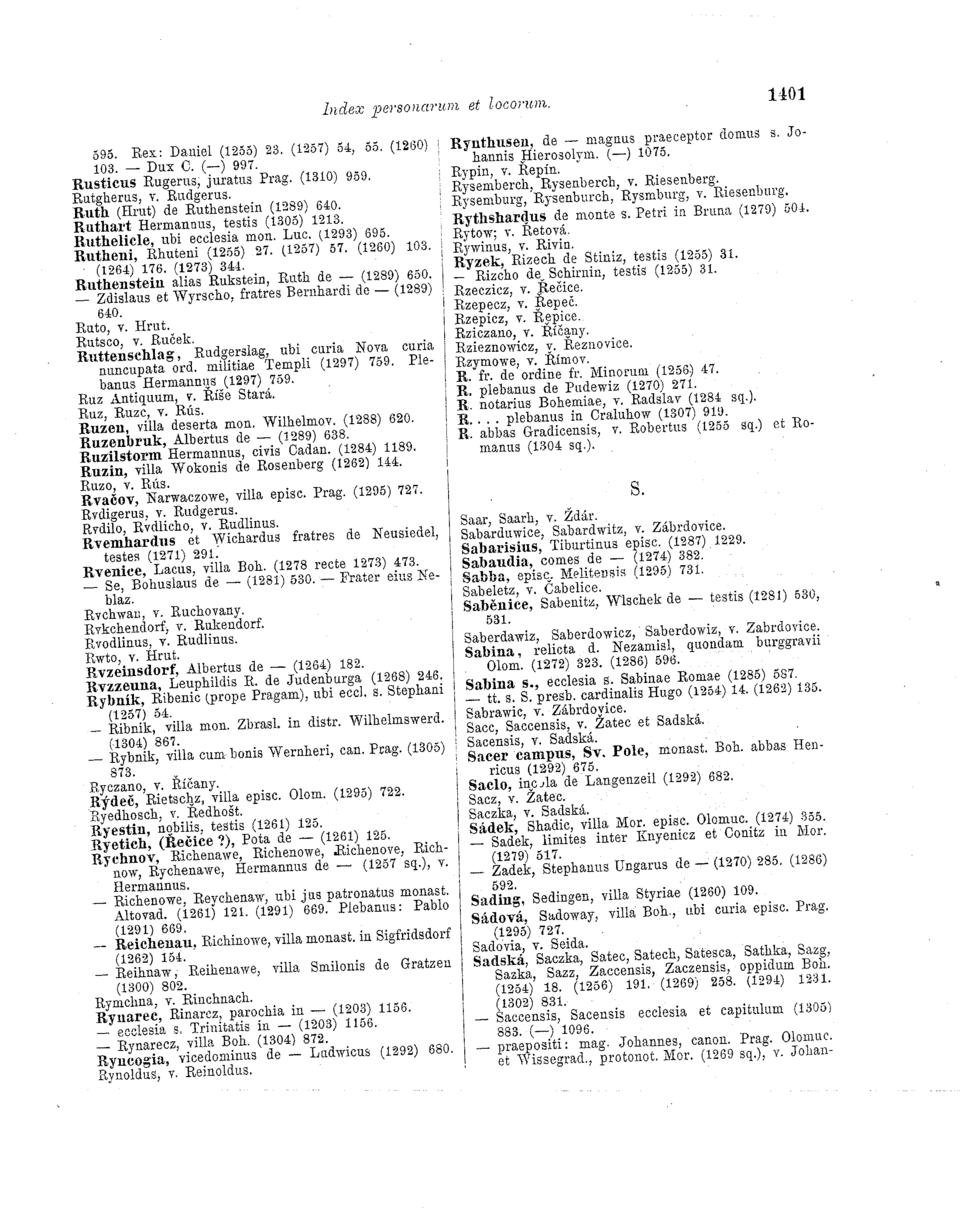 Index personarum et locorum.
1401
595. Rex: Daniel (1255) 23. (1257) 54, 55. (1260)
103. — Dux C. (—) 997.
Rusticus Rugerus, juratus Prag. (1310) 959.
Rutgherus, v. Rudgerus.
Ruth (Hrut) de Ruthenstein (1289) 640.
Ruthart Hermannus, testis (1305) 1213.
Ruthelicle, ubi ecclesia mon. Luc. (1293) 695.
Rutheni, Rhuteni (1255) 27. (1257) 57. (1260) 103.
(1264) 176. (1273) 344.
Ruthenstein alias Rukstein, Ruth de — (1289) 650.
— Zdislaus et Wyrscho, fratres Bernhardi de — (1289)
640.
Ruto, v. Hrut.
Rutsco, v. Ruček.
Ruttenschlag, Rudgerslag, ubi curia Nova curia
nuncupata ord. militiae Templi (1297) 759. Ple-
banus Hermannus (1297) 759.
Ruz Antiquum, v. Říše Stará.
Ruz, Ruzc, v. Rús.
Ruzen, villa deserta mon. Wilhelmov. (1288) 620.
Ruzenbruk, Albertus de — (1289) 638.
Ruzilstorm Hermannus, civis Cadan. (1284) 1189.
Ruzin, villa Wokonis de Rosenberg (1262) 144.
Ruzo, v. Rús.
Rvačov, Narwaczowe, villa episc. Prag. (1295) 727.
Rvdigerus, v. Rudgerus.
Rvdilo, Rvdlicho, v. Rudlinus.
Rvemhardus et Wichardus fratres de Neusiedel,
testes (1271) 291.
Rvenice, Lacus, villa Boh. (1278 recte 1273) 473.
— Se, Bohuslaus de — (1281) 530. — Frater eius Ne-
blaz.
Rvchwan, v. Ruchovany.
Rvkchendorf, v. Rukendorf.
Rvodlinus, v. Rudlinus.
Rwto, v. Hrut.
Rvzeinsdorf, Albertus de — (1264) 182.
Rvzzeuna, Leuphildis R. de Judenburga (1268) 246.
Rybník, Ribenic (prope Pragam), ubi eccl. s. Stephani
(1257) 54.
— Ribnik, villa mon. Zbrasl. in distr. Wilhelmswerd.
(1304) 867.
— Rybnik, villa cum bonis Wernheri, can. Prag. (1305)
873.
Ryczano, v. Říčany.
Rýdeč, Rietschz, villa episc. Olom. (1295) 722.
Ryedhosch, v. Redhošt.
Ryestin, nobilis, testis (1261) 125.
Ryetich, (Řečice ?), Pota de — (1261) 125.
Rychnov, Richenawe, Richenowe, Richenove, Rich-
now, Rychenawe, Hermannus de — (1257 sq.), v.
Hermannus.
— Richenowe, Reychenaw, ubi jus patronatus monast.
Altovad. (1261) 121. (1291) 669. Plebanus: Pablo
(1291) 669.
— Reichenau, Richinowe, villa monast. in Sigfridsdorf
(1262) 154.
— Reihnaw, Reihenawe, villa Smilonis de Gratzen
(1300) 802.
Rymchna, v. Rinchnach.
Rynarec, Rinarcz, parochia in — (1203) 1156.
— ecclesia s. Trinitatis in — (1203) 1156.
— Rynarecz, villa Boh. (1304) 872.
Ryncogia, vicedominus de — Ludwicus (1292) 680.
Rynoldus, v. Reinoldus.
Rynthusen, de — magnus praeceptor domus s. Jo-
hannis Hierosolym. (—) 1075.
Rypin, v. Řepín.
Rysemberch, Rysenberch, v. Riesenberg.
Rysemburg, Rysenburch, Rysmburg, v. Riesenburg.
Rythshardus de monte s. Petri in Bruna (1279) 504.
Rytow; v. Řetová.
Rywinus, v. Rivin.
Ryzek, Rizech de Stiniz, testis (1255) 31.
— Rizcho de Schirnin, testis (1255) 31.
Rzeczicz, v. Řečice.
Rzepecz, v. Řepeč.
Rzepicz, v. Řepice.
Rziczano, v. Říčany.
Rzieznowicz, v. Řeznovice.
Rzymowe, v. Římov.
R. fr. de ordine fr. Minorum (1256) 47.
R. plebanus de Pudewiz (1270) 271.
R. notarius Bohemiae, v. Radslav (1284 sq.).
R. . . . plebanus in Craluhow (1307) 919.
R. abbas Gradicensis, v. Robertus (1255 sq.) et Ro-
manus (1304 sq.).
S.
Saar, Saarh, v. Ždár.
Sabarduwice, Sabardwitz, v. Zábrdovice.
Sabarisius, Tiburtinus episc. (1287) 1229.
Sabaudia, comes de — (1274) 382.
Sabba, episc. Melitensis (1295) 731.
Sabeletz, v. Čabelice.
Saběnice, Sabenitz, Wlschek de — testis (1281) 530,
531.
Saberdawiz, Saberdowicz, Saberdowiz, v. Zabrdovice.
Sabina, relicta d. Nezamisl, quondam burggravii
Olom. (1272) 323. (1286) 596.
Sabina s., ecclesia s. Sabinae Romae (1285) 587.
— tt. s. S. presb. cardinalis Hugo (1254) 14. (1262) 135.
Sabrawic, v. Zábrdovice.
Sacc, Saccensis, v. Žatec et Sadská.
Sacensis, v. Sadská.
Sacer campus, Sv. Pole, monast. Boh. abbas Hen-
ricus (1292) 675.
Saclo, incola de Langenzeil (1292) 682.
Sacz, v. Žatec.
Saczka, v. Sadská.
Sádek, Shadic, villa Mor. episc. Olomuc. (1274) 355.
— Sadek, limites inter Knyenicz et Conitz in Mor.
(1279) 517.
— Zadek, Stephanus Ungarus de — (1270) 285. (1286)
592.
Sading, Sedingen, villa Styriae (1260) 109.
Sádová, Sadoway, villa Boh., ubi curia episc. Prag.
(1295) 727.
Sadovia, v. Seida.
Sadská, Saczka, Satec, Satech, Satesca, Sathka, Sazg,
Sazka, Sazz, Zaccensis, Zaczensis, oppidum Boh.
(1254) 18. (1256) 191. (1269) 258. (1294) 1231.
(1302) 831.
— Saccensis, Sacensis ecclesia et capitulum (1305)
883. (—) 1096.
— praepositi: mag. Johannes, canon. Prag. Olomuc.
et Wissegrad., protonot. Mor. (1269 sq.), v. Johan-